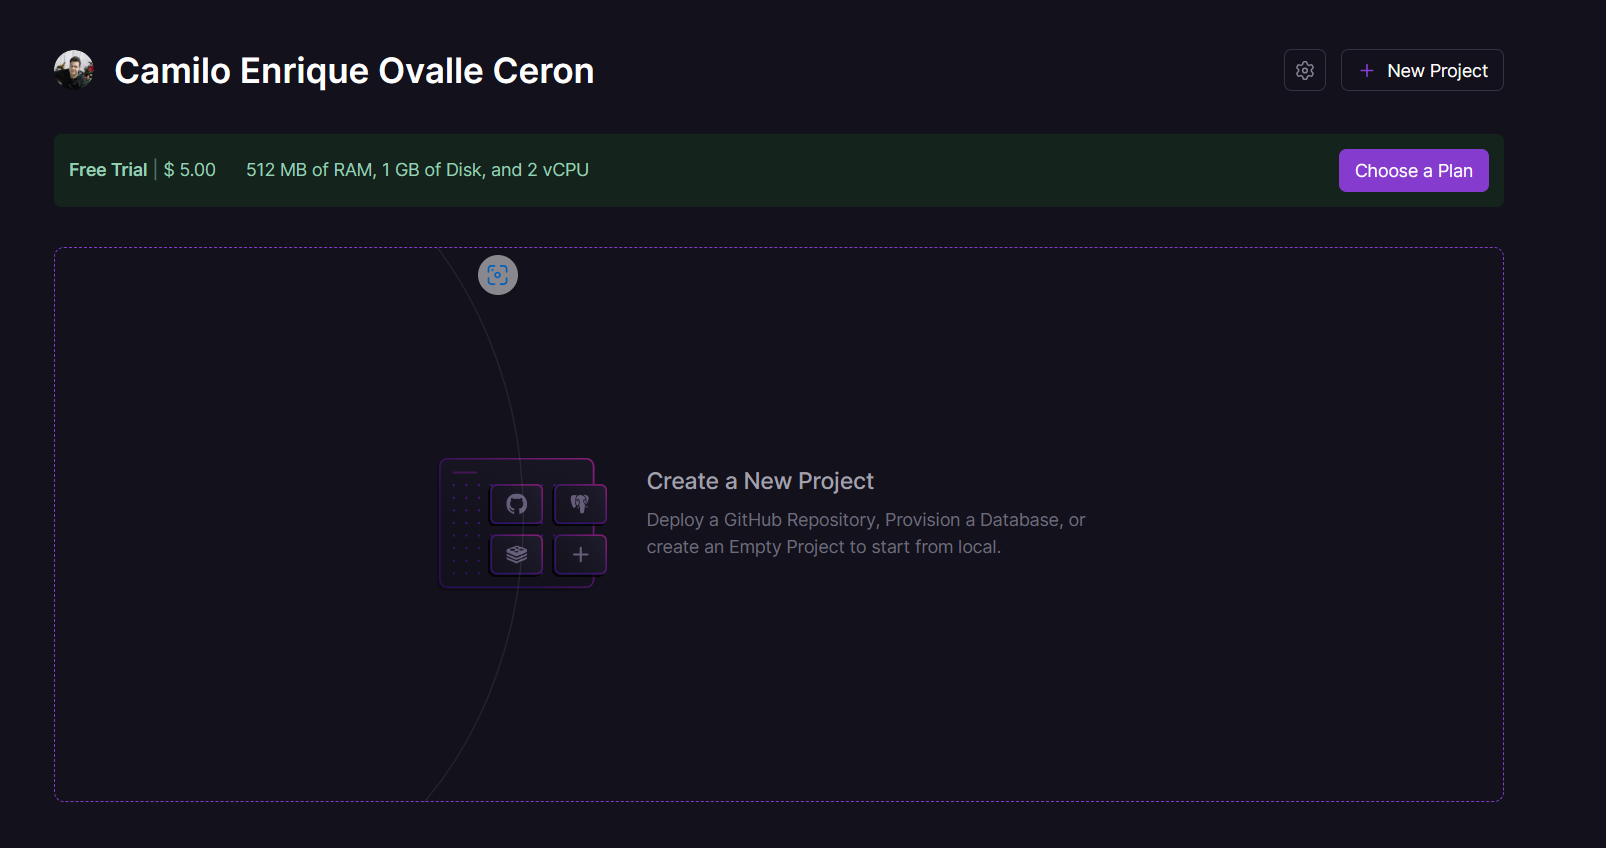 Camilo Enrique Ovalle Ceron
New Project
Free Trial | $ 5.00 512 MB of RAM, 1 GB of Disk, and 2 vCPU
Choose a Plan
Create a New Project
Deploy a GitHub Repository, Provision a Database, or
create an Empty Project to start from local.